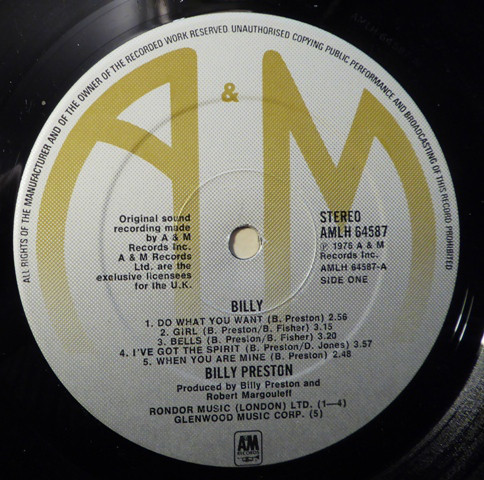 ALL RIGHTS OF THE MANUFACTURER AND OF THE OWNER OF THE RECORDED WORK RESERVED UNAUTHORISED COPYING PUBLIC PERFORMANCE AND BROADCASTING OF THIS RECORD PROHIBITED
A & M
Original sound
recording made
by A & M
Records Inc.
A & M Records
Ltd. are the
exclusive licensees
for the U.K.
STEREO
AMLH 64587
℗ 1976 A & M
Records Inc.
AMLH 64587-A
SIDE ONE
BILLY
1. DO WHAT YOU WANT (B. Preston) 2.56
2. GIRL (B. Preston/B. Fisher) 3.15
3. BELLS (B. Preston/B. Fisher) 3.20
4. I'VE GOT THE SPIRIT (B. Preston/D. Jones) 3.57
5. WHEN YOU ARE MINE (B. Preston) 2.48
BILLY PRESTON
Produced by Billy Preston and
Robert Margouleff
RONDOR MUSIC (LONDON) LTD. (1—4)
GLENWOOD MUSIC CORP. (5)
AM
RECORDS